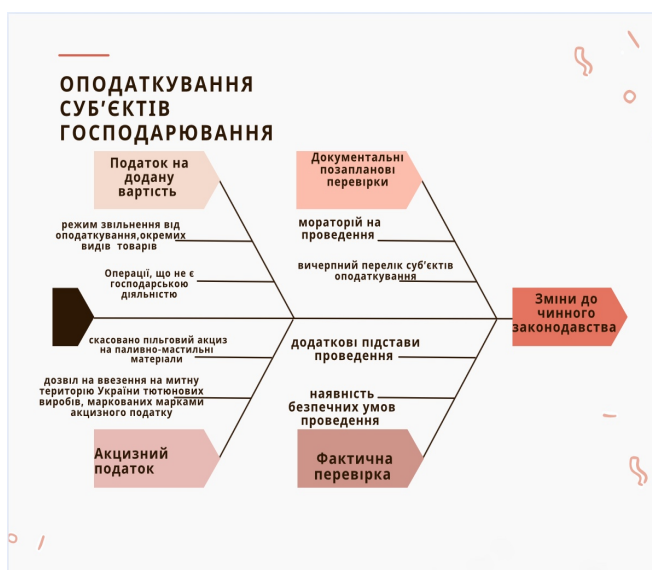 ОПОДАТКУВАННЯ
СУБ’ЄКТІВ
ГОСПОДАРЮВАННЯ
Податок на
додану
вартість
режим звільнення від
оподаткування,окремих
видів товарів
Операції, що не є
господарською
діяльністю
Документальні
позапланові
перевірки
мораторій на
проведення
вичерпний перелік суб’єктів
оподаткування
Зміни до
чинного
законодавства
скасовано пільговий акциз
на паливно-мастильні
матеріали
дозвіл на ввезення на митну
територію України тютюнових
виробів, маркованих марками
акцизного податку
Акцизний
податок
додаткові підстави
проведення
наявність
безпечних умов
проведення
Фактична
перевірка